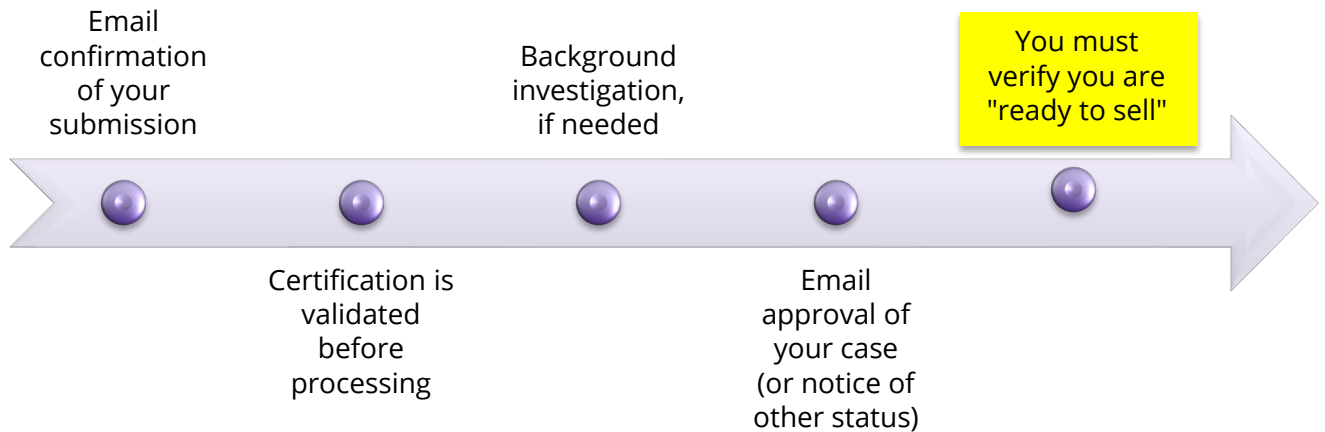 Email
confirmation
of your
submission
Certification is
validated
before
processing
Background
investigation,
if needed
Email
approval of
your case
(or notice of
other status)
You must
verify you are
"ready to sell"